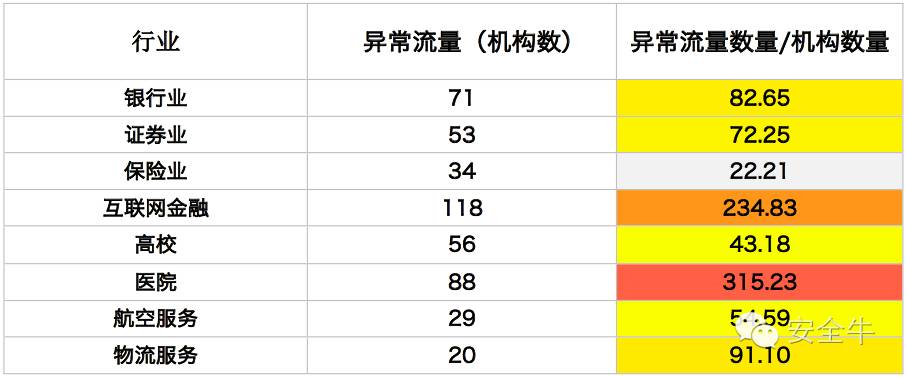 行业 异常流量（机构数） 异常流量数量/机构数量
银行业 71 82.65
证券业 53 72.25
保险业 34 22.21
互联网金融 118 234.83
高校 56 43.18
医院 88 315.23
航空服务 29 54.59
物流服务 20 91.10
安全牛